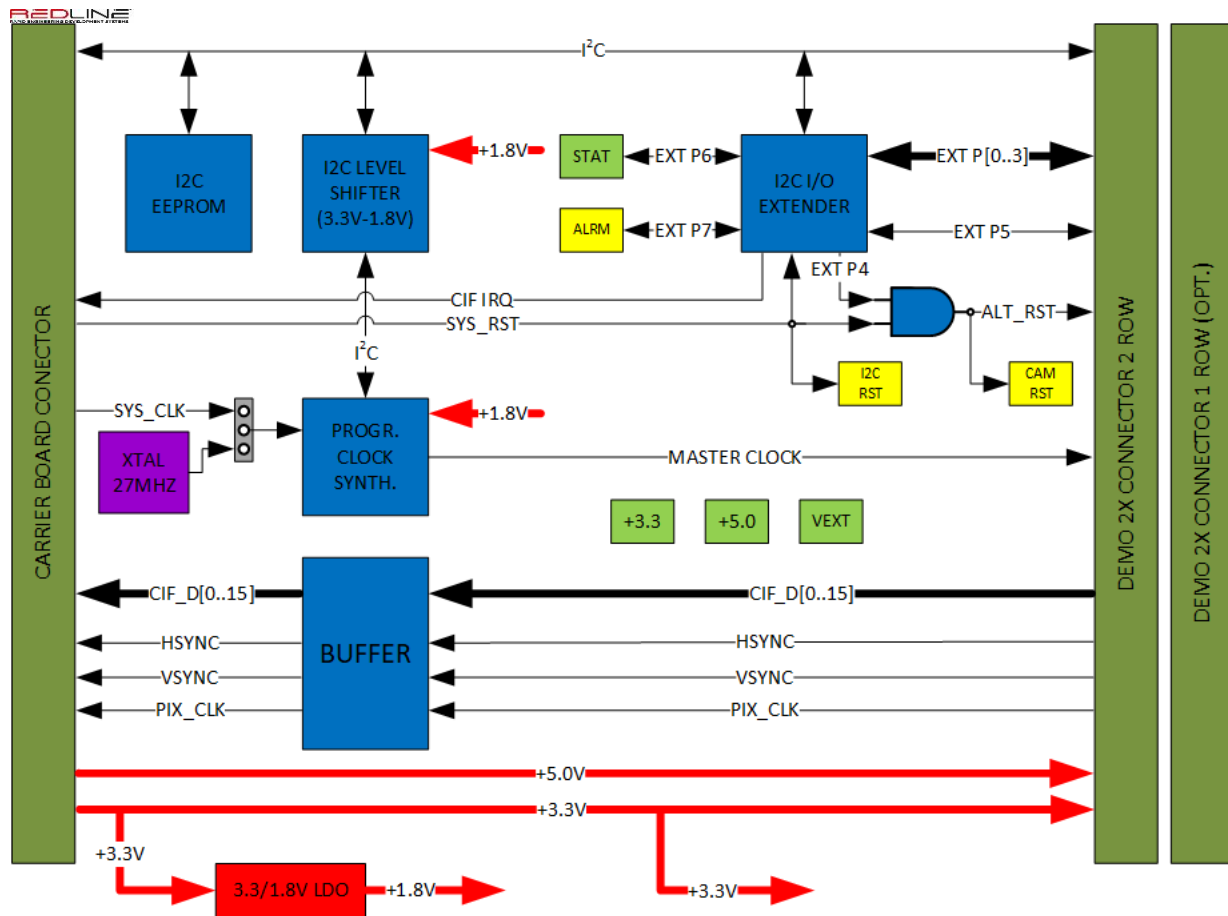 REDLINE
RAPID ENGINEERING DEVELOPMENT SYSTEMS
CARRIER BOARD CONECTOR
DEMO 2X CONNECTOR 2 ROW
DEMO 2X CONNECTOR 1 ROW (OPT.)
I²C
I2C
EEPROM
I2C LEVEL
SHIFTER
(3.3V-1.8V)
+1.8V
STAT
EXT P6
ALRM
EXT P7
I2C I/O
EXTENDER
EXT P[0..3]
EXT P5
EXT P4
CIF IRQ
SYS_RST
ALT_RST
I²C
I2C
RST
CAM
RST
SYS_CLK
XTAL
27MHZ
PROGR.
CLOCK
SYNTH.
+1.8V
MASTER CLOCK
+3.3
+5.0
VEXT
BUFFER
CIF_D[0..15]
CIF_D[0..15]
HSYNC
HSYNC
VSYNC
VSYNC
PIX_CLK
PIX_CLK
+5.0V
+3.3V
+3.3V
3.3/1.8V LDO
+1.8V
+3.3V